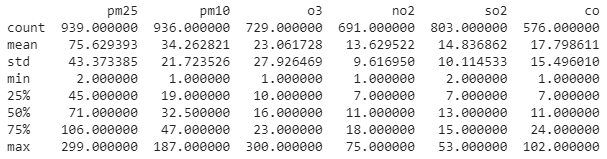 pm25 pm10 o3 no2 so2 co
count 939.000000 936.000000 729.000000 691.000000 803.000000 576.000000
mean 75.629393 34.262821 23.061728 13.629522 14.836862 17.798611
std 43.373385 21.723526 27.926469 9.616950 10.114533 15.496010
min 2.000000 1.000000 1.000000 1.000000 2.000000 1.000000
25% 45.000000 19.000000 10.000000 7.000000 7.000000 7.000000
50% 71.000000 32.500000 16.000000 11.000000 13.000000 11.000000
75% 106.000000 47.000000 23.000000 18.000000 15.000000 24.000000
max 299.000000 187.000000 300.000000 75.000000 53.000000 102.000000